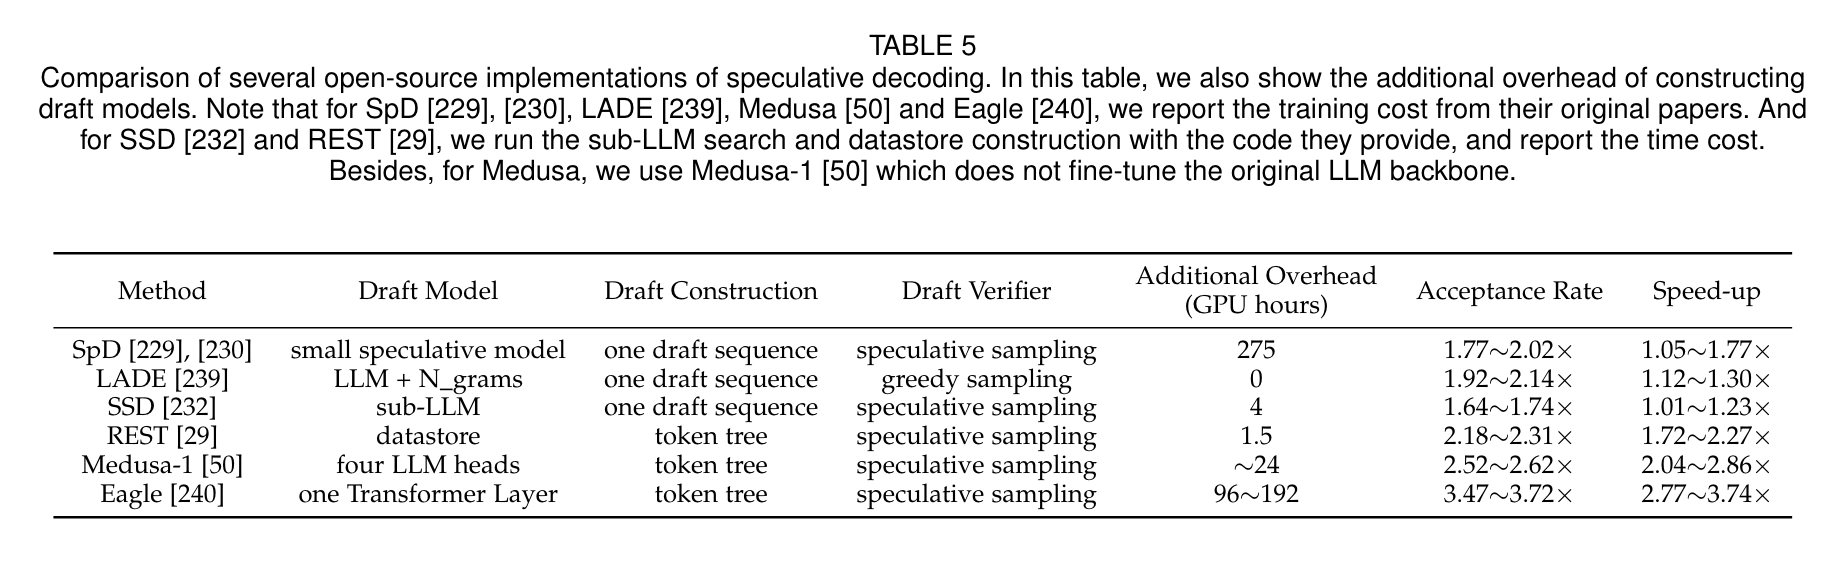 TABLE 5
Comparison of several open-source implementations of speculative decoding. In this table, we also show the additional overhead of constructing
draft models. Note that for SpD [229], [230], LADE [239], Medusa [50] and Eagle [240], we report the training cost from their original papers. And
for SSD [232] and REST [29], we run the sub-LLM search and datastore construction with the code they provide, and report the time cost.
Besides, for Medusa, we use Medusa-1 [50] which does not fine-tune the original LLM backbone.
Method Draft Model Draft Construction Draft Verifier Additional Overhead (GPU hours) Acceptance Rate Speed-up
SpD [229], [230] small speculative model one draft sequence speculative sampling 275 1.77∼2.02× 1.05∼1.77×
LADE [239] LLM + N_grams one draft sequence greedy sampling 0 1.92∼2.14× 1.12∼1.30×
SSD [232] sub-LLM one draft sequence speculative sampling 4 1.64∼1.74× 1.01∼1.23×
REST [29] datastore token tree speculative sampling 1.5 2.18∼2.31× 1.72∼2.27×
Medusa-1 [50] four LLM heads token tree speculative sampling ∼24 2.52∼2.62× 2.04∼2.86×
Eagle [240] one Transformer Layer token tree speculative sampling 96∼192 3.47∼3.72× 2.77∼3.74×